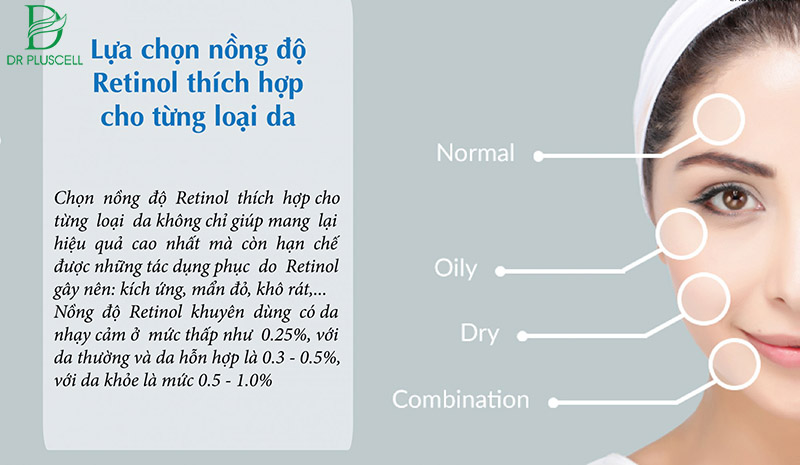 DR PLUSCELL
Lựa chọn nồng độ
Retinol thích hợp
cho từng loại da
Chọn nồng độ Retinol thích hợp cho
từng loại da không chỉ giúp mang lại
hiệu quả cao nhất mà còn hạn chế
được những tác dụng phục do Retinol
gây nên: kích ứng, mẩn đỏ, khô rát,...
Nồng độ Retinol khuyên dùng có da
nhạy cảm ở mức thấp như 0.25%, với
da thường và da hỗn hợp là 0.3 - 0.5%,
với da khỏe là mức 0.5 - 1.0%
Normal
Oily
Dry
Combination